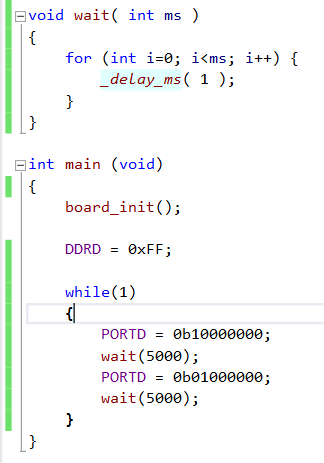 void wait( int ms )
{
    for (int i=0; i<ms; i++) {
        _delay_ms( 1 );
    }
}

int main (void)
{
    board_init();

    DDRD = 0xFF;

    while(1)
    {
        PORTD = 0b10000000;
        wait(5000);
        PORTD = 0b01000000;
        wait(5000);
    }
}